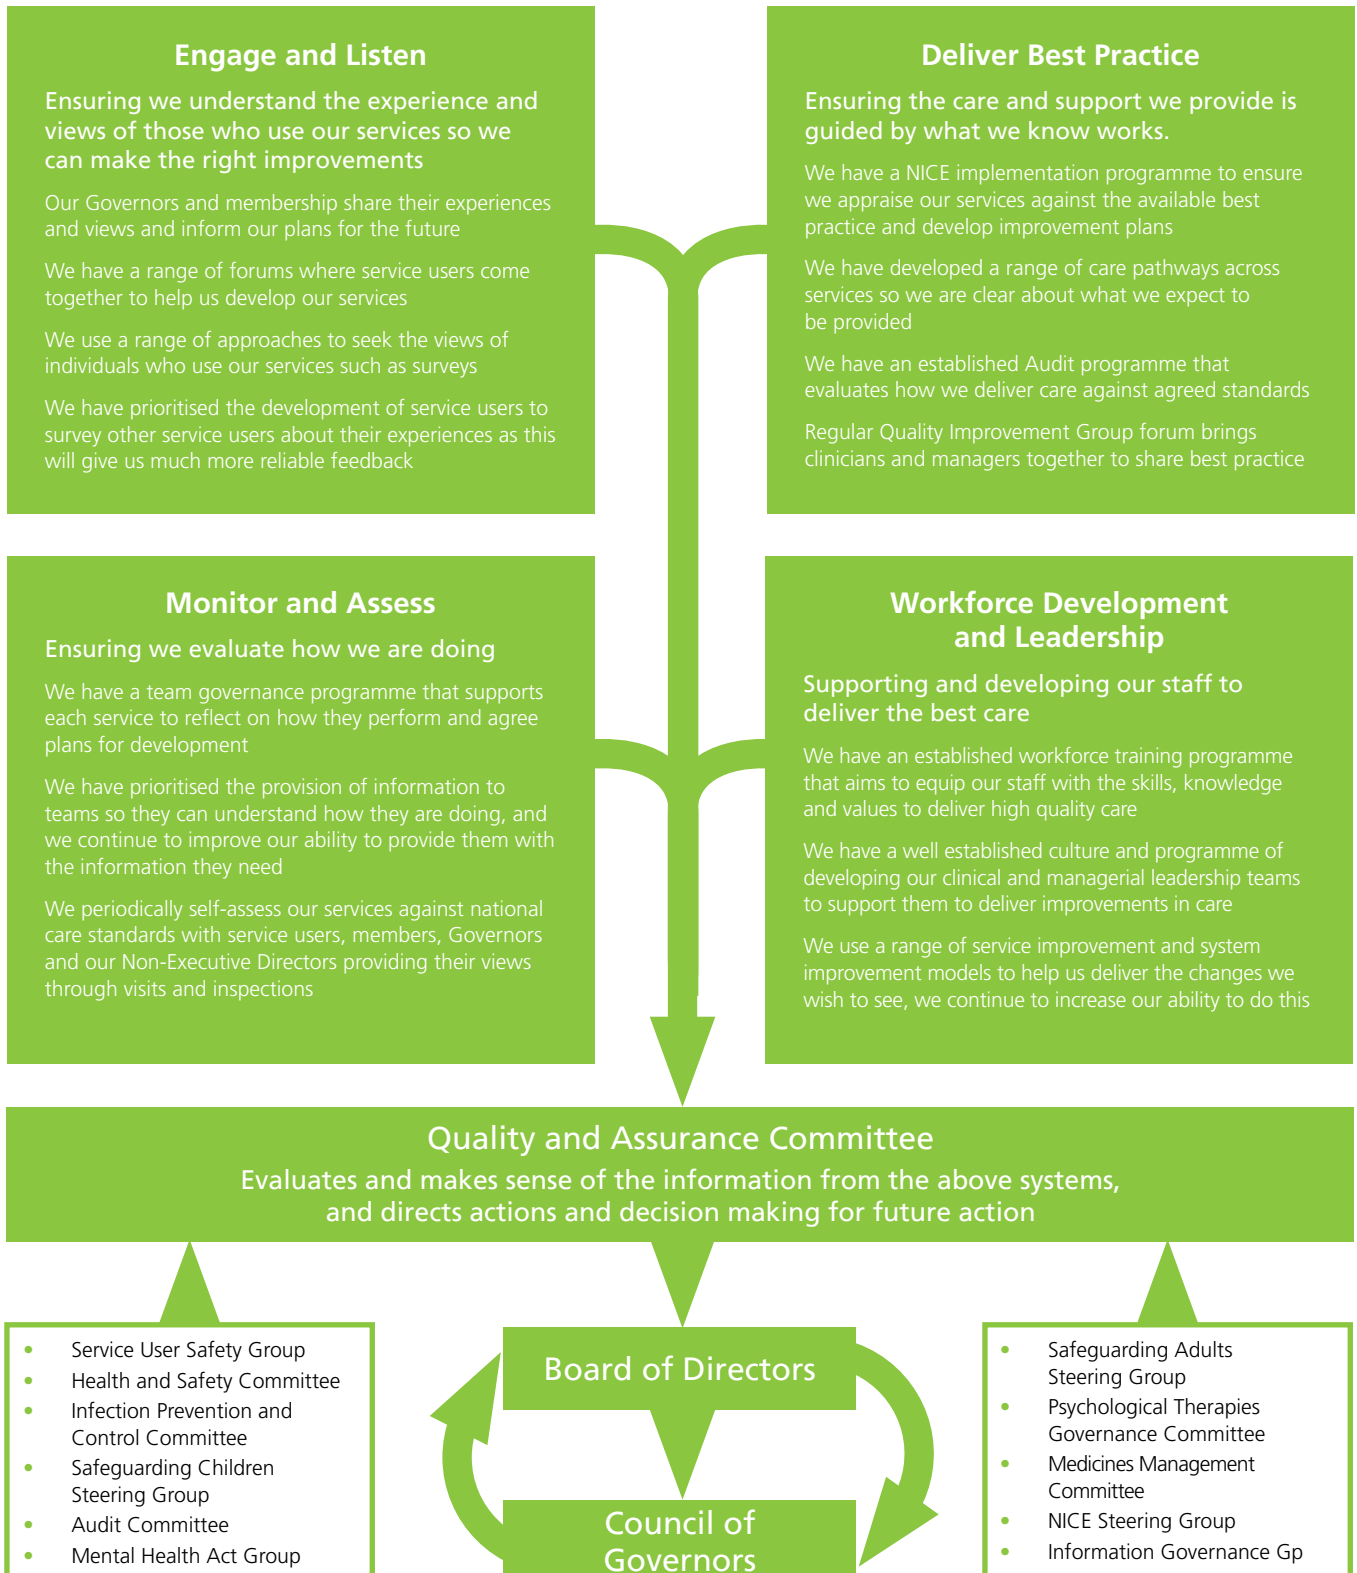 Engage and Listen
Ensuring we understand the experience and
views of those who use our services so we
can make the right improvements
Our Governors and membership share their experiences
and views and inform our plans for the future
We have a range of forums where service users come
together to help us develop our services
We use a range of approaches to seek the views of
individuals who use our services such as surveys
We have prioritised the development of service users to
survey other service users about their experiences as this
will give us much more reliable feedback
Deliver Best Practice
Ensuring the care and support we provide is
guided by what we know works.
We have a NICE implementation programme to ensure
we appraise our services against the available best
practice and develop improvement plans
We have developed a range of care pathways across
services so we are clear about what we expect to
be provided
We have an established Audit programme that
evaluates how we deliver care against agreed standards
Regular Quality Improvement Group forum brings
clinicians and managers together to share best practice
Monitor and Assess
Ensuring we evaluate how we are doing
We have a team governance programme that supports
each service to reflect on how they perform and agree
plans for development
We have prioritised the provision of information to
teams so they can understand how they are doing, and
we continue to improve our ability to provide them with
the information they need
We periodically self-assess our services against national
care standards with service users, members, Governors
and our Non-Executive Directors providing their views
through visits and inspections
Workforce Development
and Leadership
Supporting and developing our staff to
deliver the best care
We have an established workforce training programme
that aims to equip our staff with the skills, knowledge
and values to deliver high quality care
We have a well established culture and programme of
developing our clinical and managerial leadership teams
to support them to deliver improvements in care
We use a range of service improvement and system
improvement models to help us deliver the changes we
wish to see, we continue to increase our ability to do this
Quality and Assurance Committee
Evaluates and makes sense of the information from the above systems,
and directs actions and decision making for future action
• Service User Safety Group
• Health and Safety Committee
• Infection Prevention and
Control Committee
• Safeguarding Children
Steering Group
• Audit Committee
• Mental Health Act Group
Board of Directors
Council of
Governors
• Safeguarding Adults
Steering Group
• Psychological Therapies
Governance Committee
• Medicines Management
Committee
• NICE Steering Group
• Information Governance Gp